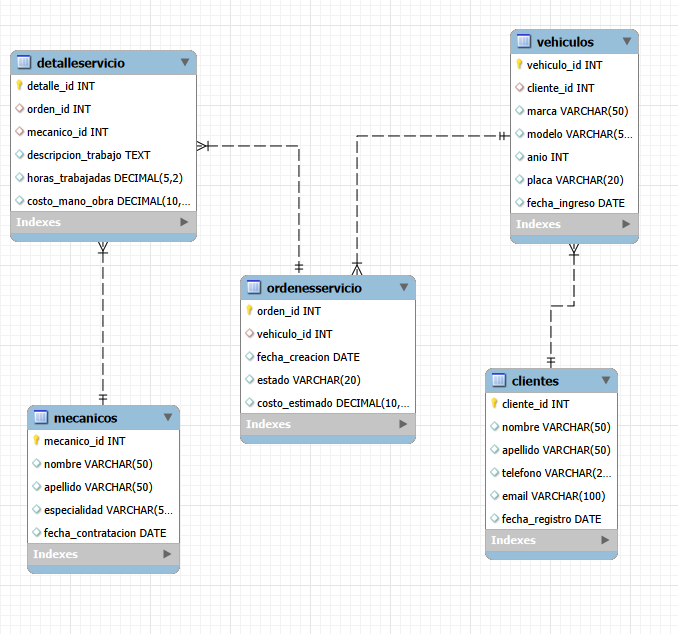 detalleservicio
detalle_id INT
orden_id INT
mecanico_id INT
descripcion_trabajo TEXT
horas_trabajadas DECIMAL(5,2)
costo_mano_obra DECIMAL(10,...
Indexes
vehiculos
vehiculo_id INT
cliente_id INT
marca VARCHAR(50)
modelo VARCHAR(5...
anio INT
placa VARCHAR(20)
fecha_ingreso DATE
Indexes
ordenesservicio
orden_id INT
vehiculo_id INT
fecha_creacion DATE
estado VARCHAR(20)
costo_estimado DECIMAL(10,...
Indexes
clientes
cliente_id INT
nombre VARCHAR(50)
apellido VARCHAR(50)
telefono VARCHAR(2...
email VARCHAR(100)
fecha_registro DATE
Indexes
mecanicos
mecanico_id INT
nombre VARCHAR(50)
apellido VARCHAR(50)
especialidad VARCHAR(5...
fecha_contratacion DATE
Indexes